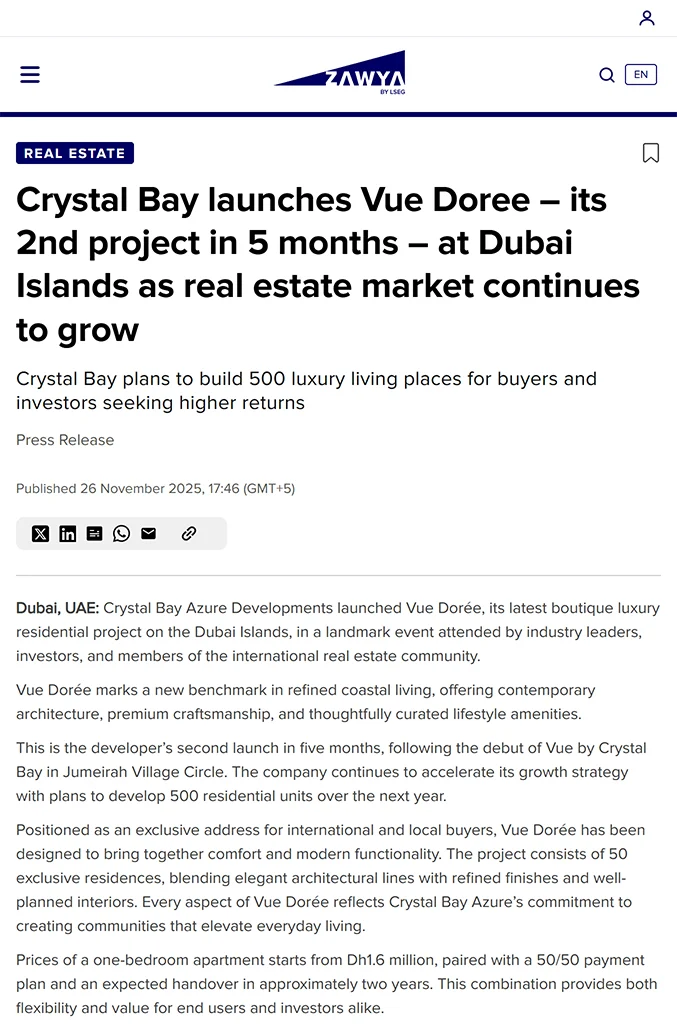 ZAWYA
BY LSEG
EN
REAL ESTATE
Crystal Bay launches Vue Doree – its
2nd project in 5 months – at Dubai
Islands as real estate market continues
to grow
Crystal Bay plans to build 500 luxury living places for buyers and
investors seeking higher returns
Press Release
Published 26 November 2025, 17:46 (GMT+5)
Dubai, UAE: Crystal Bay Azure Developments launched Vue Dorée, its latest boutique luxury
residential project on the Dubai Islands, in a landmark event attended by industry leaders,
investors, and members of the international real estate community.
Vue Dorée marks a new benchmark in refined coastal living, offering contemporary
architecture, premium craftsmanship, and thoughtfully curated lifestyle amenities.
This is the developer’s second launch in five months, following the debut of Vue by Crystal
Bay in Jumeirah Village Circle. The company continues to accelerate its growth strategy
with plans to develop 500 residential units over the next year.
Positioned as an exclusive address for international and local buyers, Vue Dorée has been
designed to bring together comfort and modern functionality. The project consists of 50
exclusive residences, blending elegant architectural lines with refined finishes and well-
planned interiors. Every aspect of Vue Dorée reflects Crystal Bay Azure’s commitment to
creating communities that elevate everyday living.
Prices of a one-bedroom apartment starts from Dh1.6 million, paired with a 50/50 payment
plan and an expected handover in approximately two years. This combination provides both
flexibility and value for end users and investors alike.